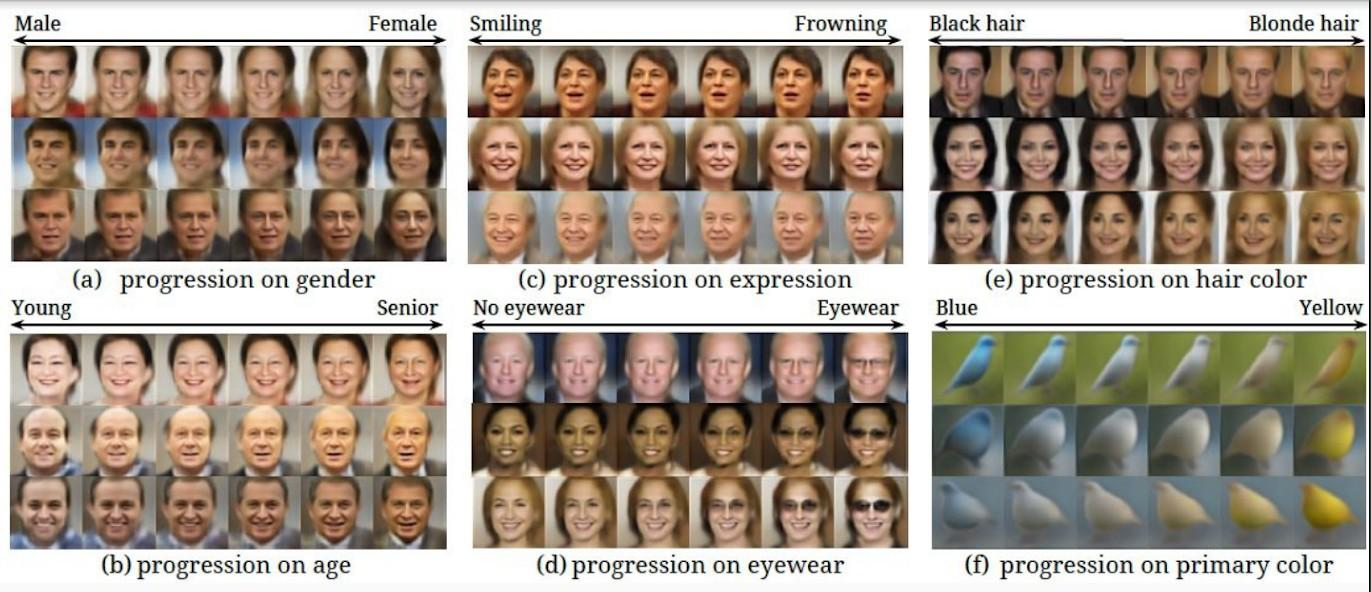 Male Female
(a) progression on gender
Smiling Frowning
(c) progression on expression
Black hair Blonde hair
(e) progression on hair color
Young Senior
(b) progression on age
No eyewear Eyewear
(d) progression on eyewear
Blue Yellow
(f) progression on primary color